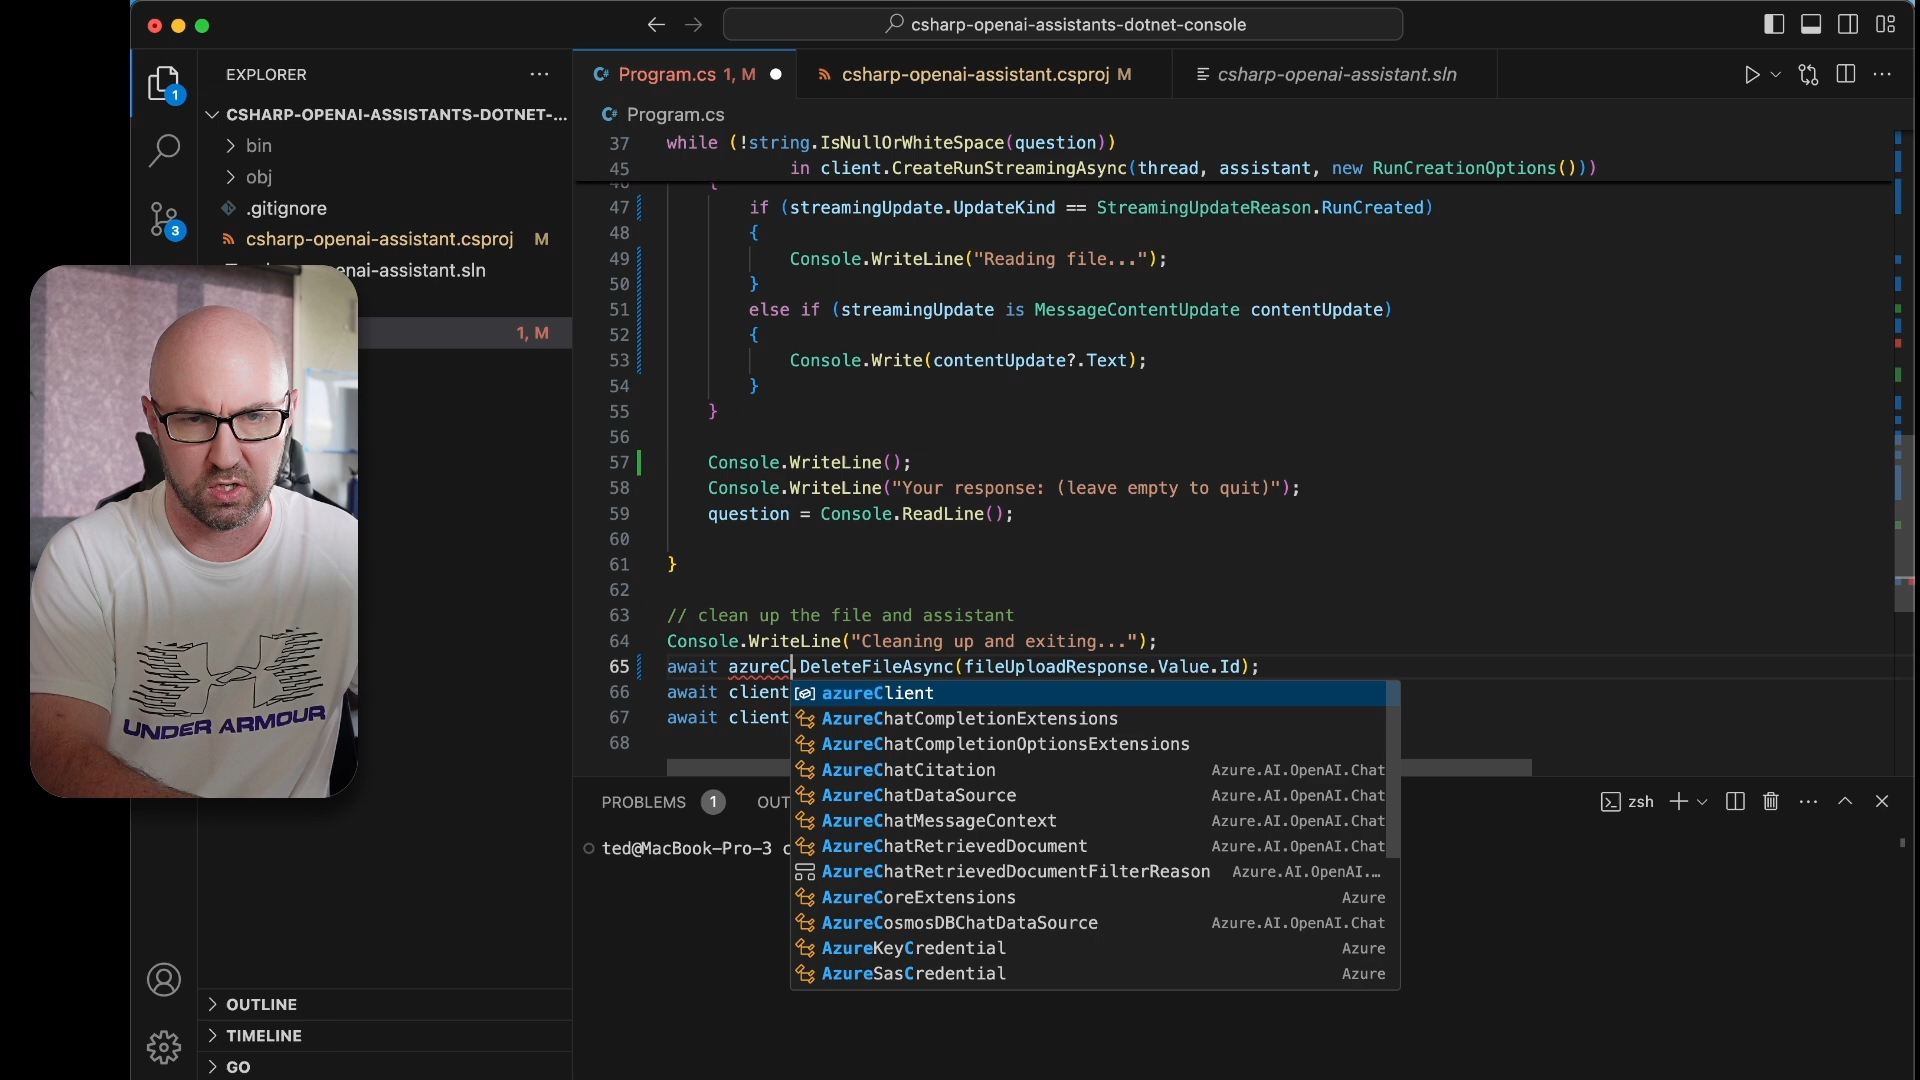 csharp-openai-assistants-dotnet-console
EXPLORER
CSHARP-OPENAI-ASSISTANTS-DOTNET-...
bin
obj
.gitignore
csharp-openai-assistant.csproj M
enai-assistant.sln
1, M
1
3
Program.cs 1, M
csharp-openai-assistant.csproj M
csharp-openai-assistant.sln
Program.cs
37 while (!string.IsNullOrWhiteSpace(question))
45 in client.CreateRunStreamingAsync(thread, assistant, new RunCreationOptions()))
47 if (streamingUpdate.UpdateKind == StreamingUpdateReason.RunCreated)
48 {
49 Console.WriteLine("Reading file...");
50 }
51 else if (streamingUpdate is MessageContentUpdate contentUpdate)
52 {
53 Console.Write(contentUpdate?.Text);
54 }
55 }
56
57 Console.WriteLine();
58 Console.WriteLine("Your response: (leave empty to quit)");
59 question = Console.ReadLine();
60
61 }
62
63 // clean up the file and assistant
64 Console.WriteLine("Cleaning up and exiting...");
65 await azureC.DeleteFileAsync(fileUploadResponse.Value.Id);
66 await client
67 await client
68
azureClient
AzureChatCompletionExtensions
AzureChatCompletionOptionsExtensions
AzureChatCitation Azure.AI.OpenAI.Chat
AzureChatDataSource Azure.AI.OpenAI.Chat
AzureChatMessageContext Azure.AI.OpenAI.Chat
AzureChatRetrievedDocument Azure.AI.OpenAI.Chat
AzureChatRetrievedDocumentFilterReason Azure.AI.OpenAI....
AzureCoreExtensions Azure
AzureCosmosDBChatDataSource Azure.AI.OpenAI.Chat
AzureKeyCredential Azure
AzureSasCredential Azure
PROBLEMS 1 OUT
zsh
ted@MacBook-Pro-3 c
UNDER ARMOUR
OUTLINE
TIMELINE
GO